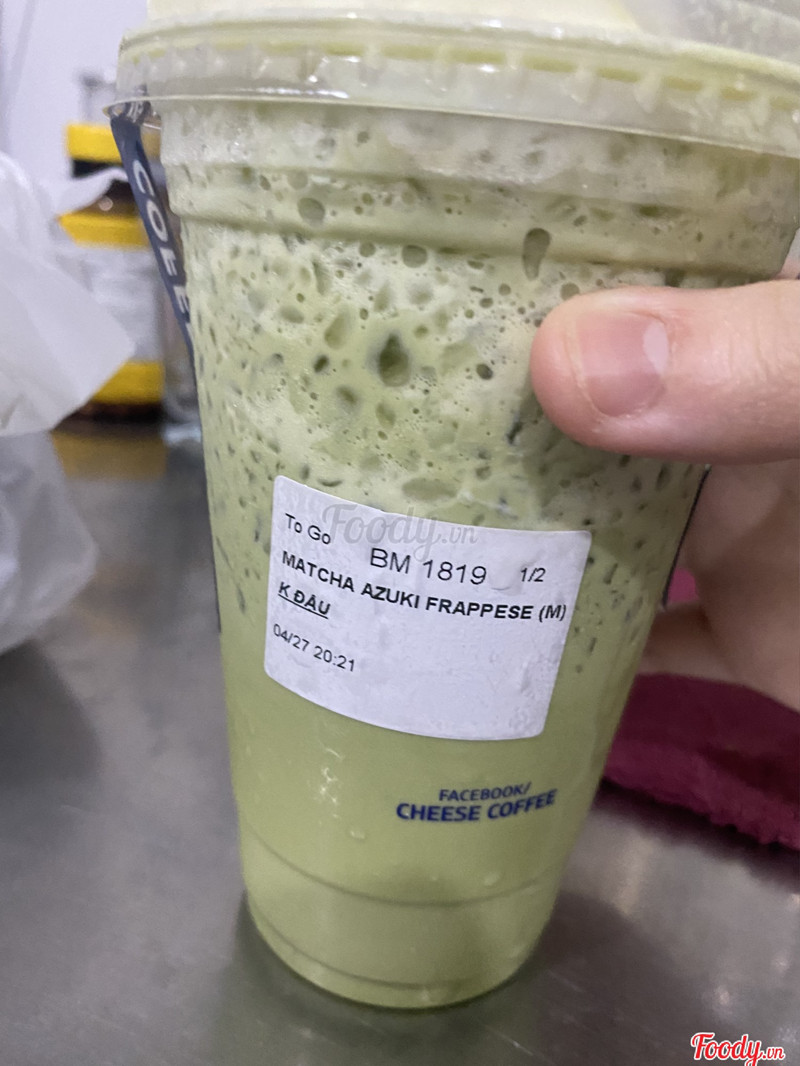 COFFEE
Foody.vn
To Go BM 1819 1/2
MATCHA AZUKI FRAPPESE (M)
K ĐẬU
04/27 20:21
FACEBOOK/
CHEESE COFFEE
Foody.vn